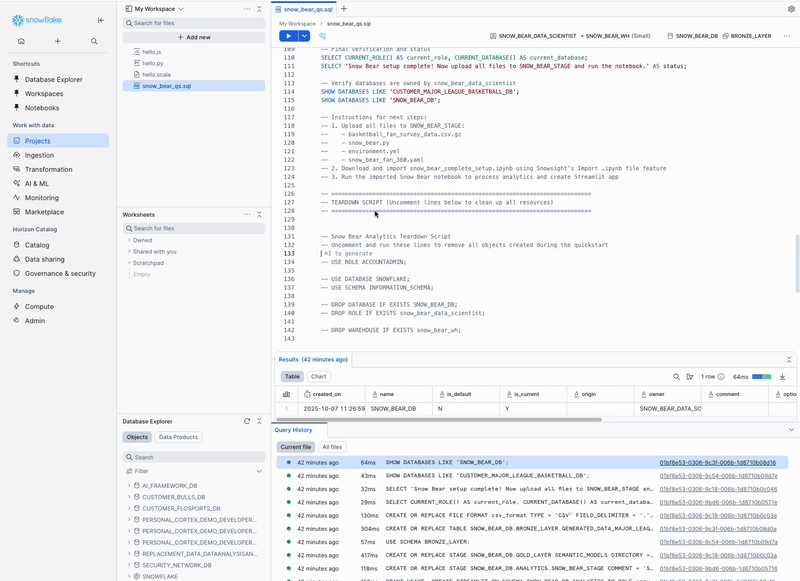 snowflake
Shortcuts
Database Explorer
Workspaces
Notebooks
Work with data
Projects
Ingestion
Transformation
AI & ML
Monitoring
Marketplace
Horizon Catalog
Catalog
Data sharing
Governance & security
Manage
Compute
Admin
My Workspace
Search for files
Add new
hello.js
hello.py
hello.scala
snow_bear_qs.sql
Worksheets
Search for files
Owned
Shared with you
Scratchpad
Empty
Database Explorer
Objects
Data Products
Search
Filter
AI_FRAMEWORK_DB
CUSTOMER_BULLS_DB
CUSTOMER_FLOSPORTS_DB
PERSONAL_CORTEX_DEMO_DEVELOPER...
PERSONAL_CORTEX_DEMO_DEVELOPER...
PERSONAL_CORTEX_DEMO_DEVELOPER...
REPLACEMENT_DATA_DATAANALYSISAN...
SECURITY_NETWORK_DB
SNOWFLAKE
snow_bear_qs.sql
My Workspace > snow_bear_qs.sql
SNOW_BEAR_DATA_SCIENTIST
SNOW_BEAR_WH (Small)
SNOW_BEAR_DB
BRONZE_LAYER
109 -- Final verification and status
110 SELECT CURRENT_ROLE() AS current_role, CURRENT_DATABASE() AS current_database;
111 SELECT 'Snow Bear setup complete! Now upload all files to SNOW_BEAR_STAGE and run the notebook.' AS status;
112
113 -- Verify databases are owned by snow_bear_data_scientist
114 SHOW DATABASES LIKE 'CUSTOMER_MAJOR_LEAGUE_BASKETBALL_DB';
115 SHOW DATABASES LIKE 'SNOW_BEAR_DB';
116
117 -- Instructions for next steps:
118 -- 1. Upload all files to SNOW_BEAR_STAGE:
119 -- - basketball_fan_survey_data.csv.gz
120 -- - snow_bear.py
121 -- - environment.yml
122 -- - snow_bear_fan_360.yaml
123 -- 2. Download and import snow_bear_complete_setup.ipynb using Snowsight's Import .ipynb file feature
124 -- 3. Run the imported Snow Bear notebook to process analytics and create Streamlit app
125
126 -- =================================================================
127 -- TEARDOWN SCRIPT (Uncomment lines below to clean up all resources)
128 -- =================================================================
129
130
131 -- Snow Bear Analytics Teardown Script
132 -- Uncomment and run these lines to remove all objects created during the quickstart
133 ⌘I to generate
134 -- USE ROLE ACCOUNTADMIN;
135
136 -- USE DATABASE SNOWFLAKE;
137 -- USE SCHEMA INFORMATION_SCHEMA;
138
139 -- DROP DATABASE IF EXISTS SNOW_BEAR_DB;
140 -- DROP ROLE IF EXISTS snow_bear_data_scientist;
141
142 -- DROP WAREHOUSE IF EXISTS snow_bear_wh;
143
Results (42 minutes ago)
Table
Chart
1 row
64ms
created_on name is_default is_current origin owner comment optio
1 2025-10-07 11:26:59 SNOW_BEAR_DB N Y SNOW_BEAR_DATA_SC
Query History
Current file
All files
42 minutes ago 64ms SHOW DATABASES LIKE 'SNOW_BEAR_DB'; 01bf8e53-0306-9c3f-006b-1d8710b08d16
42 minutes ago 43ms SHOW DATABASES LIKE 'CUSTOMER_MAJOR_LEAGUE_BASKETBALL_DB'; 01bf8e53-0306-9c54-006b-1d8710b09d7e
42 minutes ago 32ms SELECT 'Snow Bear setup complete! Now upload all files to SNOW_BEAR_STAGE an... 01bf8e53-0306-9c18-006b-1d8710b0c046
42 minutes ago 29ms SELECT CURRENT_ROLE() AS current_role, CURRENT_DATABASE() AS current_databa... 01bf8e53-0306-9bd6-006b-1d8710b0571e
42 minutes ago 130ms CREATE OR REPLACE FILE FORMAT csv_format TYPE = 'CSV' FIELD_DELIMITER = ','... 01bf8e53-0306-9c18-006b-1d8710b0c03e
42 minutes ago 304ms CREATE OR REPLACE TABLE SNOW_BEAR_DB.BRONZE_LAYER.GENERATED_DATA_MAJOR_LEAG... 01bf8e53-0306-9c3f-006b-1d8710b08d0a
42 minutes ago 57ms USE SCHEMA BRONZE_LAYER; 01bf8e53-0306-9c54-006b-1d8710b09d7a
42 minutes ago 417ms CREATE OR REPLACE STAGE SNOW_BEAR_DB.GOLD_LAYER.SEMANTIC_MODELS DIRECTORY =... 01bf8e53-0306-9c18-006b-1d8710b0c03a
42 minutes ago 118ms CREATE OR REPLACE STAGE SNOW_BEAR_DB.ANALYTICS.SNOW_BEAR_STAGE COMMENT = 'S... 01bf8e53-0306-9bd6-006b-1d8710b05716